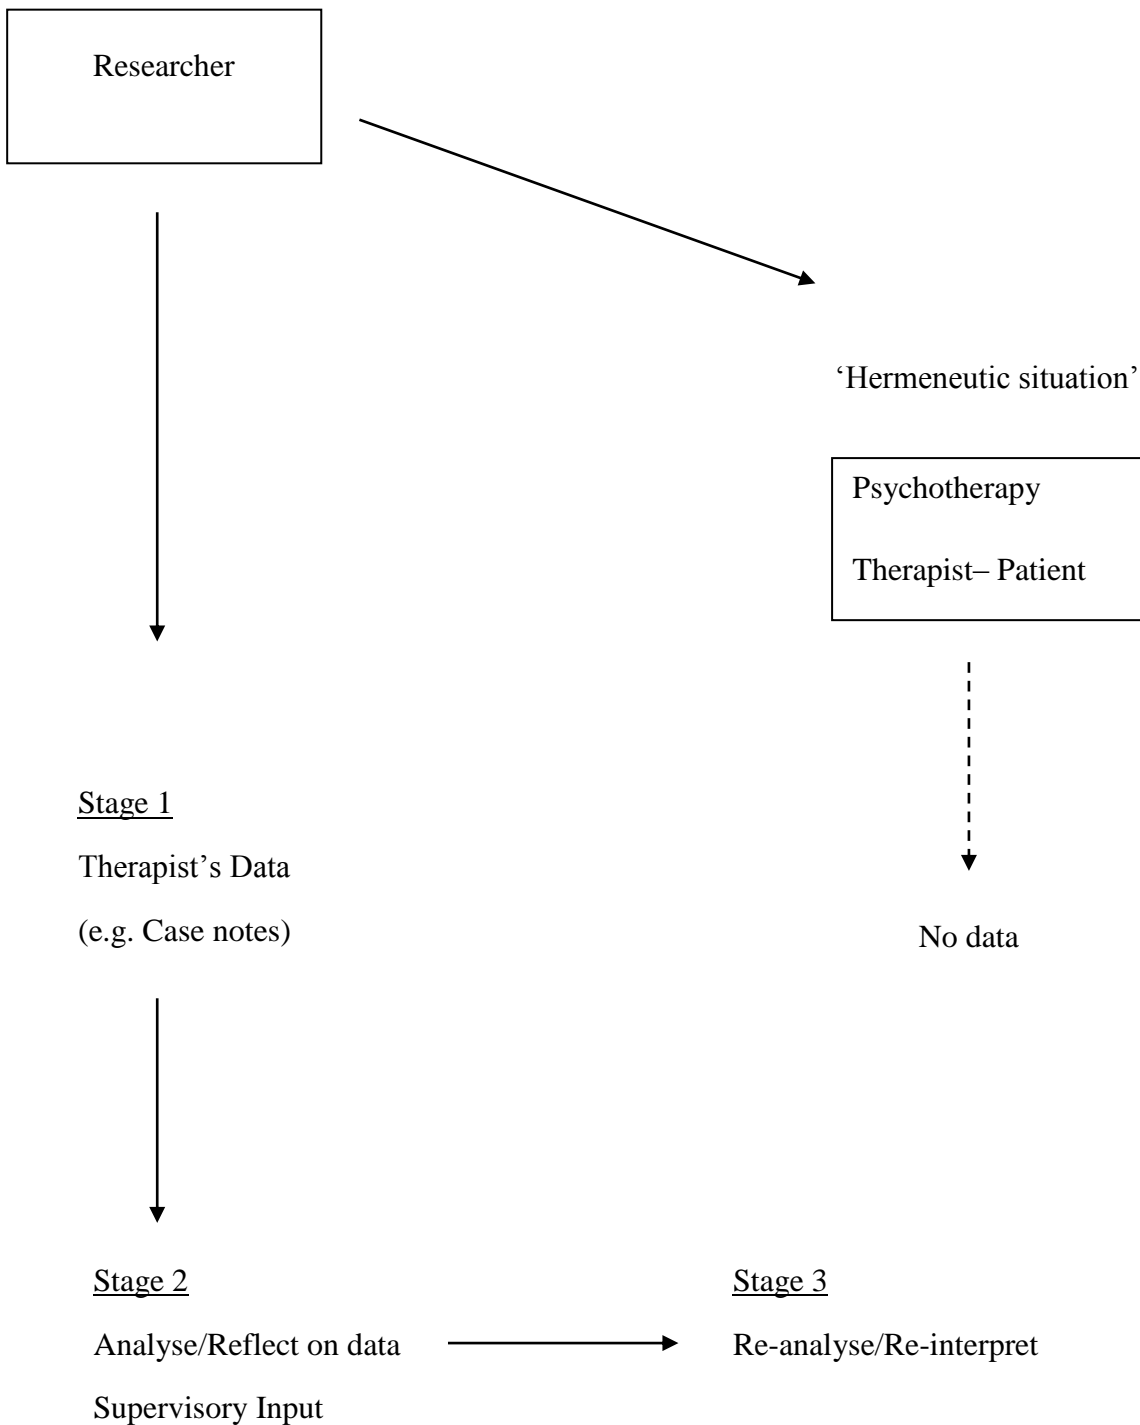 Researcher
‘Hermeneutic situation’
Psychotherapy
Therapist– Patient
Stage 1
Therapist’s Data
(e.g. Case notes)
No data
Stage 2
Analyse/Reflect on data
Supervisory Input
Stage 3
Re-analyse/Re-interpret